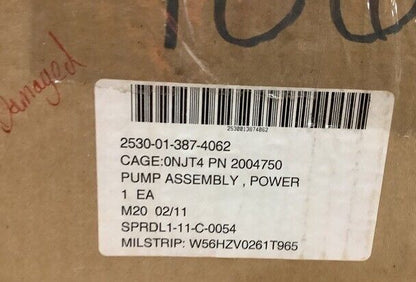 106
Damaged
2530013874062
2530-01-387-4062
CAGE:0NJT4 PN 2004750
PUMP ASSEMBLY , POWER
1 EA
M20 02/11
SPRDL1-11-C-0054
MILSTRIP: W56HZV0261T965